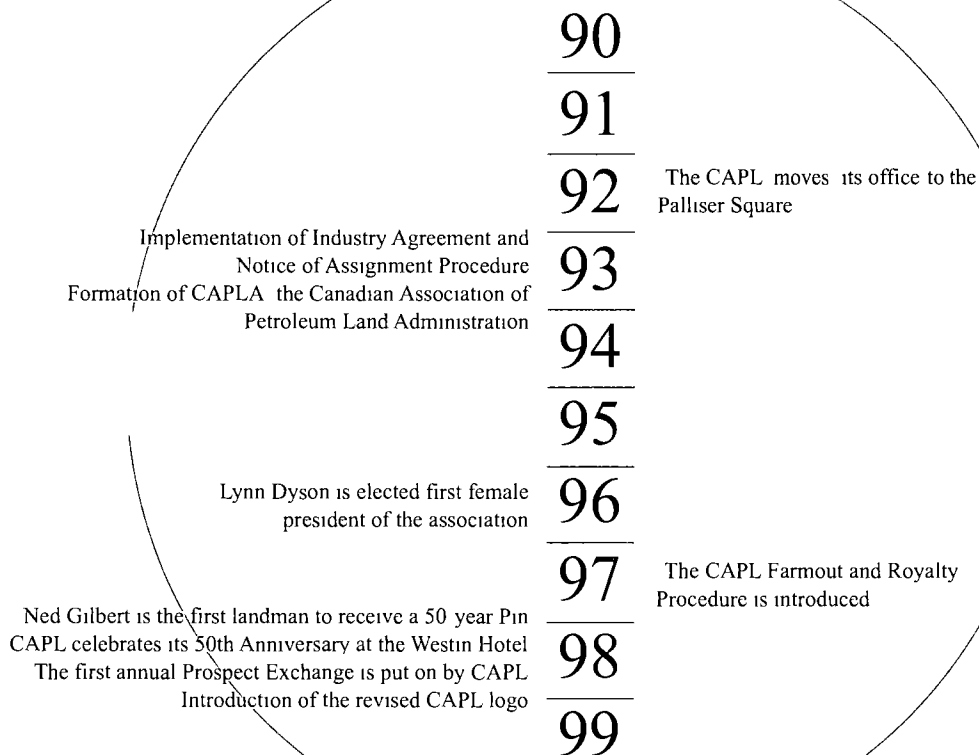 90
91
92
The CAPL moves its office to the
Palliser Square
Implementation of Industry Agreement and
Notice of Assignment Procedure
Formation of CAPLA the Canadian Association of
Petroleum Land Administration
93
94
95
Lynn Dyson is elected first female
president of the association
96
97
The CAPL Farmout and Royalty
Procedure is introduced
Ned Gilbert is the first landman to receive a 50 year Pin
CAPL celebrates its 50th Anniversary at the Westin Hotel
The first annual Prospect Exchange is put on by CAPL
Introduction of the revised CAPL logo
98
99